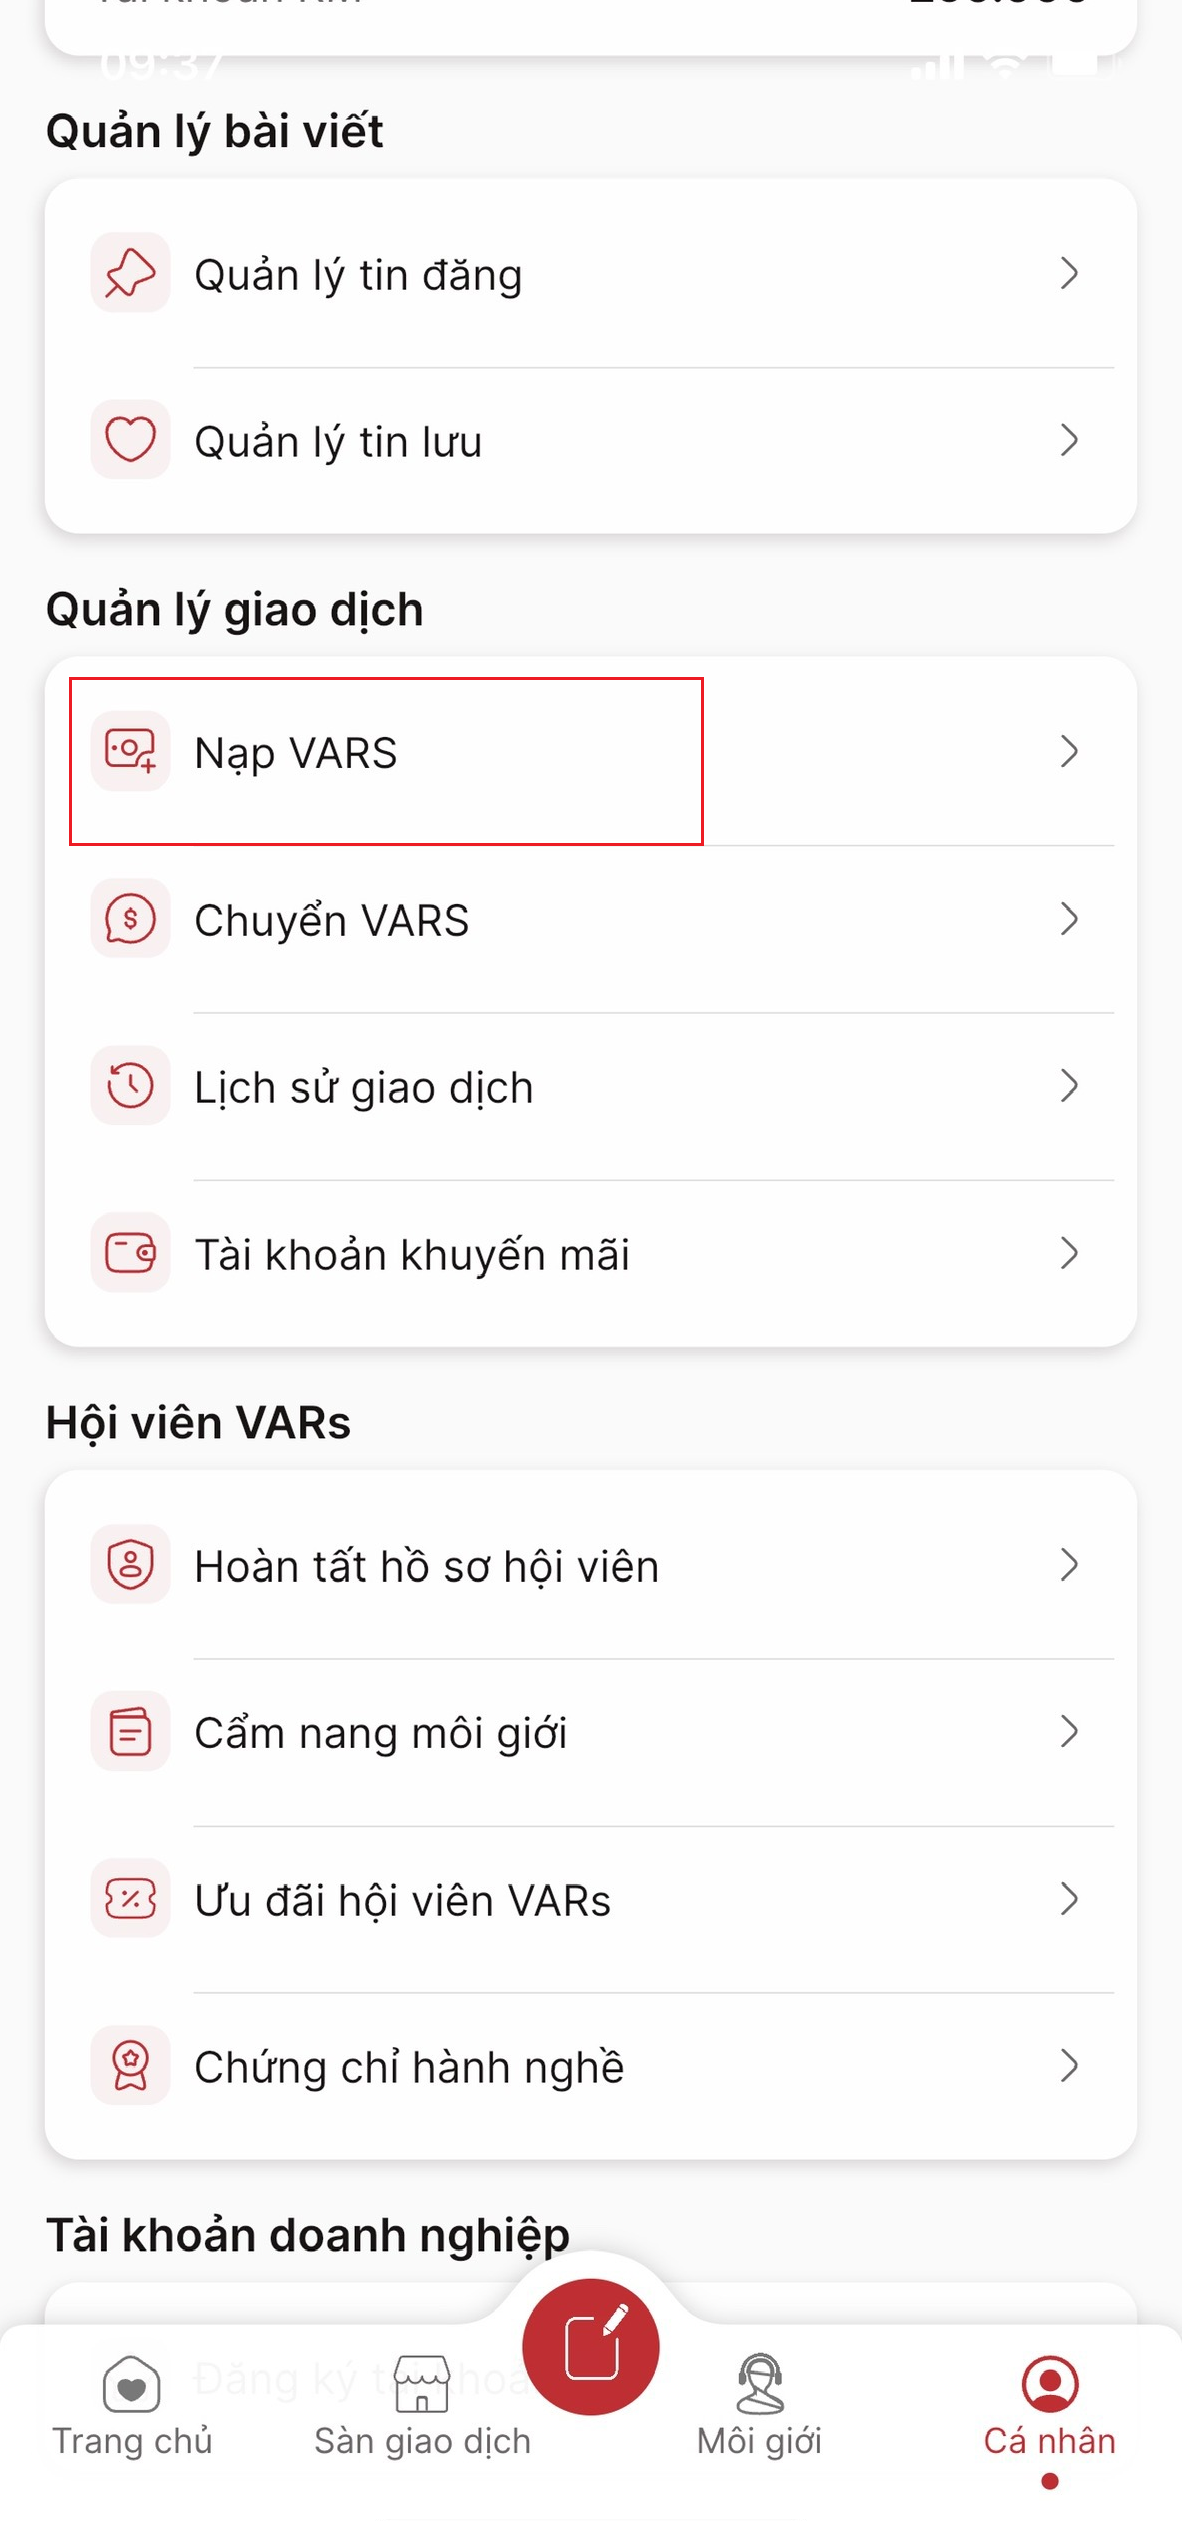 09:37
Quản lý bài viết
Quản lý tin đăng
Quản lý tin lưu
Quản lý giao dịch
Nạp VARS
Chuyển VARS
Lịch sử giao dịch
Tài khoản khuyến mãi
Hội viên VARs
Hoàn tất hồ sơ hội viên
Cẩm nang môi giới
Ưu đãi hội viên VARs
Chứng chỉ hành nghề
Tài khoản doanh nghiệp
Đăng ký
Trang chủ
Sàn giao dịch
Môi giới
Cá nhân